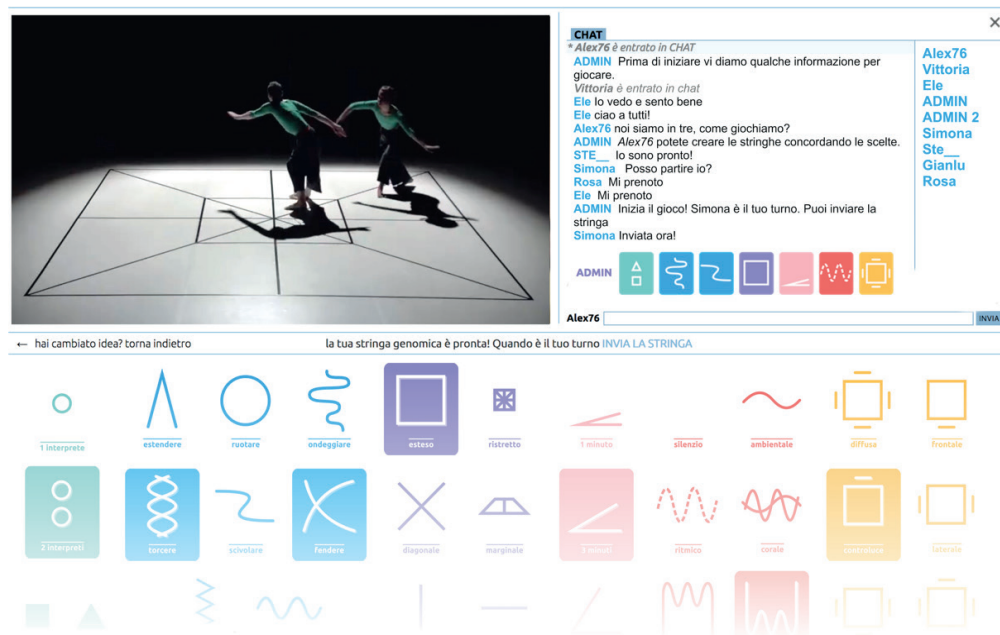 CHAT
* Alex76 è entrato in CHAT
ADMIN Prima di iniziare vi diamo qualche informazione per
giocare.
Vittoria è entrato in chat
Ele Io vedo e sento bene
Ele ciao a tutti!
Alex76 noi siamo in tre, come giochiamo?
ADMIN Alex76 potete creare le stringhe concordando le scelte.
STE__ Io sono pronto!
Simona Posso partire io?
Rosa Mi prenoto
Ele Mi prenoto
ADMIN Inizia il gioco! Simona è il tuo turno. Puoi inviare la
stringa
Simona Inviata ora!
ADMIN
Alex76 INVIA
Alex76
Vittoria
Ele
ADMIN
ADMIN 2
Simona
Ste__
Gianlu
Rosa
← hai cambiato idea? torna indietro
la tua stringa genomica è pronta! Quando è il tuo turno INVIA LA STRINGA
1 interprete
estendere
ruotare
ondeggiare
esteso
ristretto
1 minuto
silenzio
ambientale
diffusa
frontale
2 interpreti
torcere
scivolare
fendere
diagonale
marginale
3 minuti
ritmico
corale
controluce
laterale